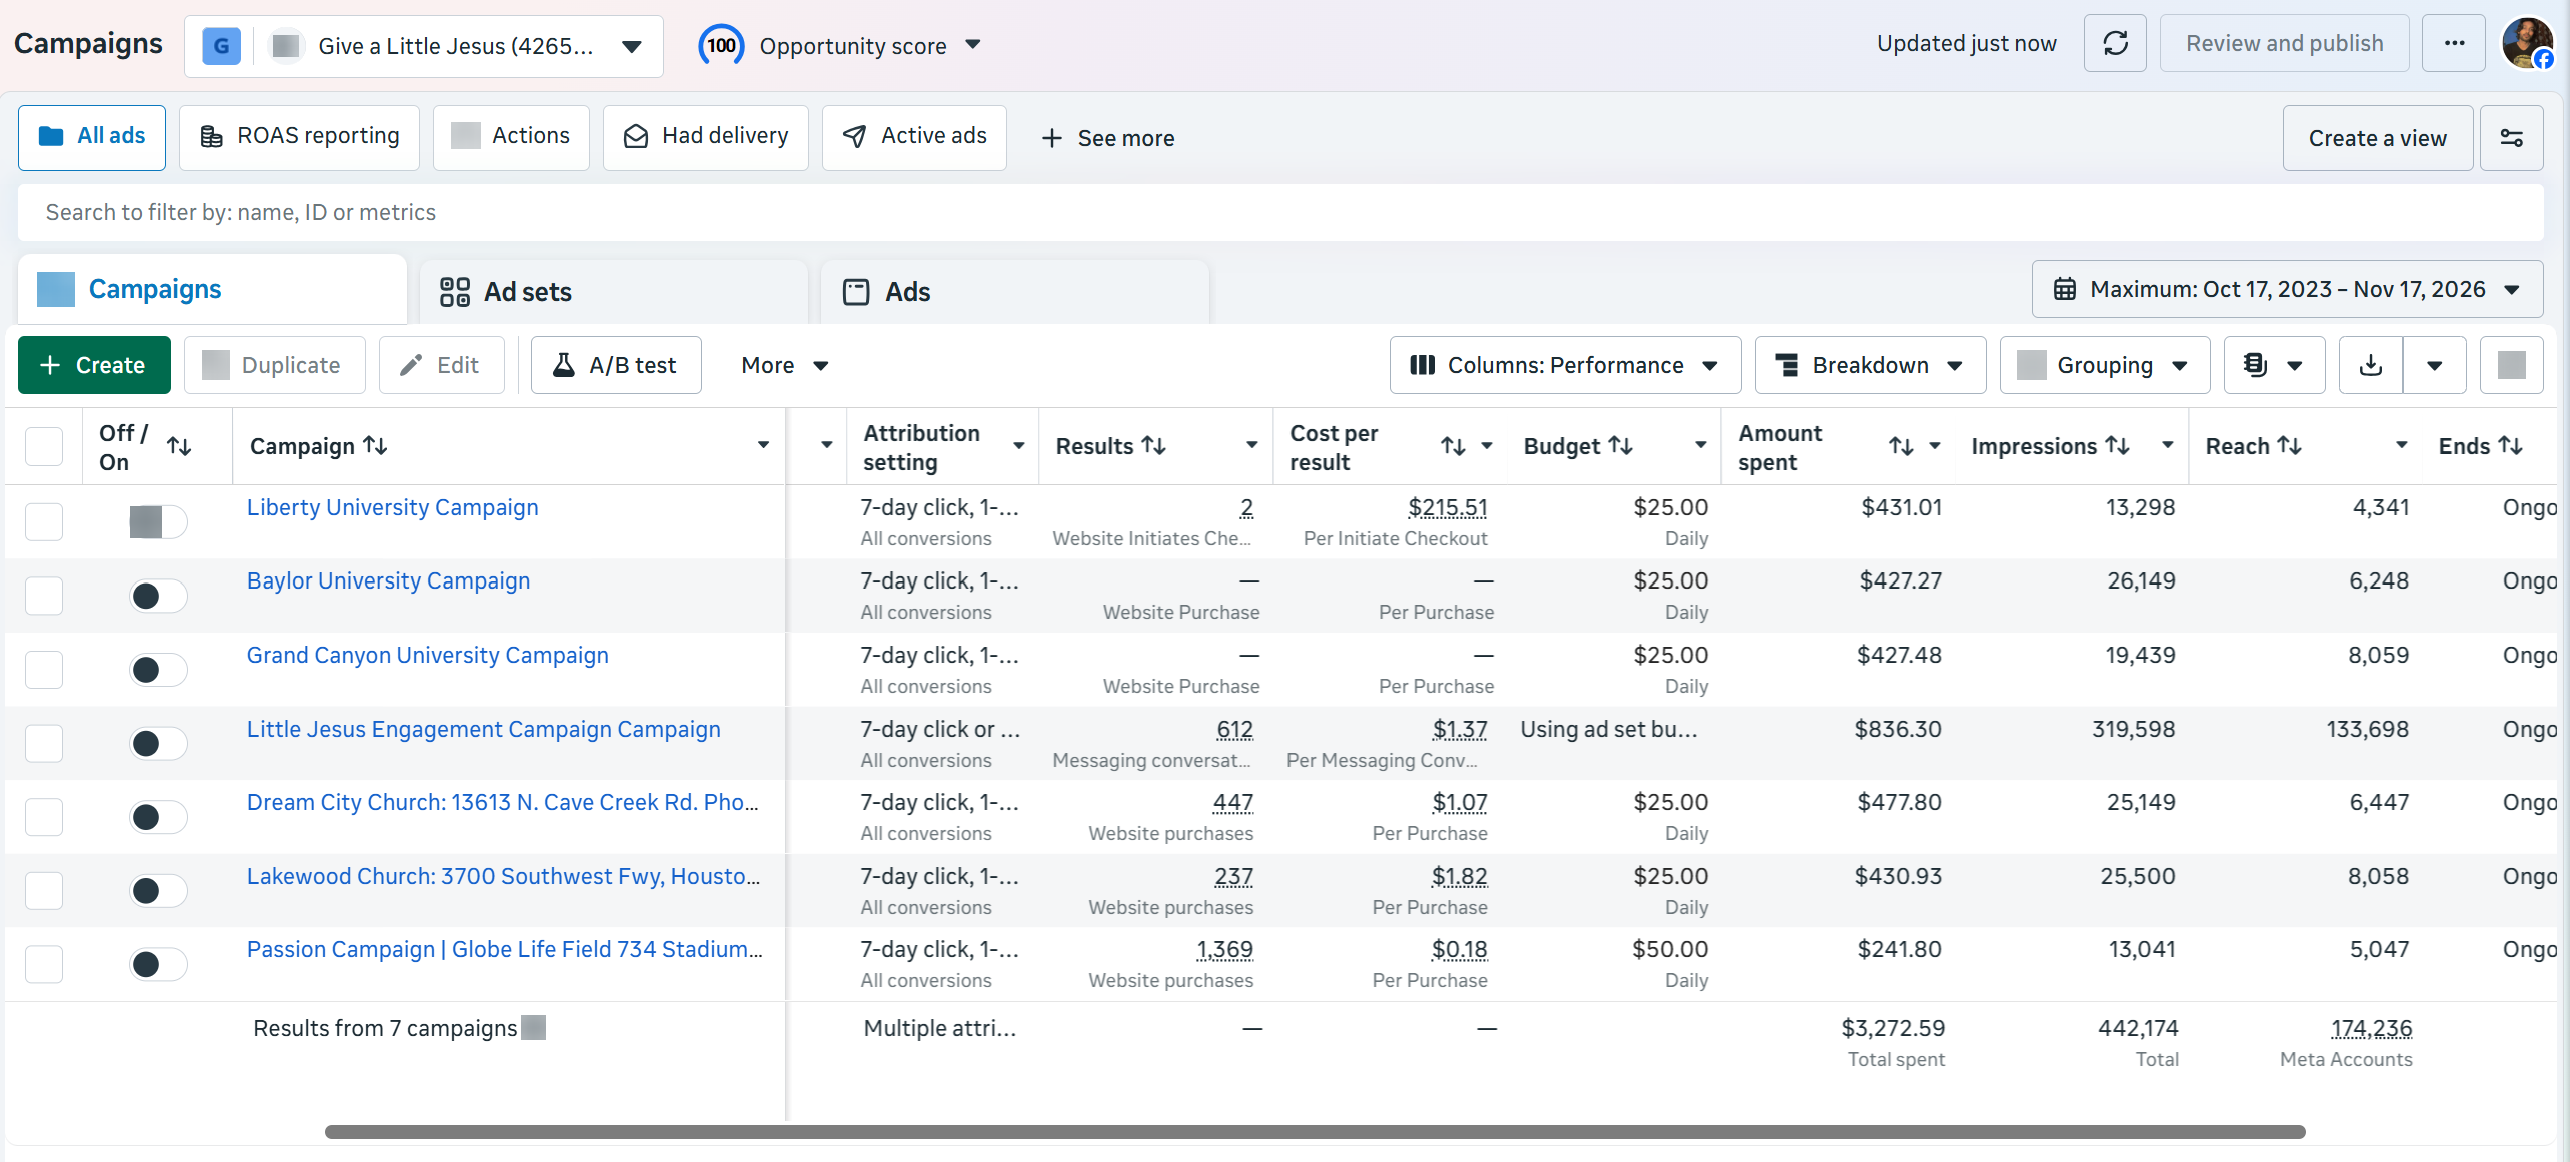 Campaigns
G Give a Little Jesus (4265...
100 Opportunity score
Updated just now
Review and publish
All ads
ROAS reporting
Actions
Had delivery
Active ads
See more
Create a view
Search to filter by: name, ID or metrics
Campaigns
Ad sets
Ads
Maximum: Oct 17, 2023 – Nov 17, 2026
Create
Duplicate
Edit
A/B test
More
Columns: Performance
Breakdown
Grouping
Off / On
Campaign
Attribution setting
Results
Cost per result
Budget
Amount spent
Impressions
Reach
Ends
Liberty University Campaign 7-day click, 1-... 2 $215.51 $25.00 $431.01 13,298 4,341 Ongo
All conversions Website Initiates Che... Per Initiate Checkout Daily
Baylor University Campaign 7-day click, 1-... — — $25.00 $427.27 26,149 6,248 Ongo
All conversions Website Purchase Per Purchase Daily
Grand Canyon University Campaign 7-day click, 1-... — — $25.00 $427.48 19,439 8,059 Ongo
All conversions Website Purchase Per Purchase Daily
Little Jesus Engagement Campaign Campaign 7-day click or ... 612 $1.37 Using ad set bu... $836.30 319,598 133,698 Ongo
All conversions Messaging conversat... Per Messaging Conv...
Dream City Church: 13613 N. Cave Creek Rd. Pho... 7-day click, 1-... 447 $1.07 $25.00 $477.80 25,149 6,447 Ongo
All conversions Website purchases Per Purchase Daily
Lakewood Church: 3700 Southwest Fwy, Housto... 7-day click, 1-... 237 $1.82 $25.00 $430.93 25,500 8,058 Ongo
All conversions Website purchases Per Purchase Daily
Passion Campaign | Globe Life Field 734 Stadium... 7-day click, 1-... 1,369 $0.18 $50.00 $241.80 13,041 5,047 Ongo
All conversions Website purchases Per Purchase Daily
Results from 7 campaigns Multiple attri... — — $3,272.59 442,174 174,236
Total spent Total Meta Accounts